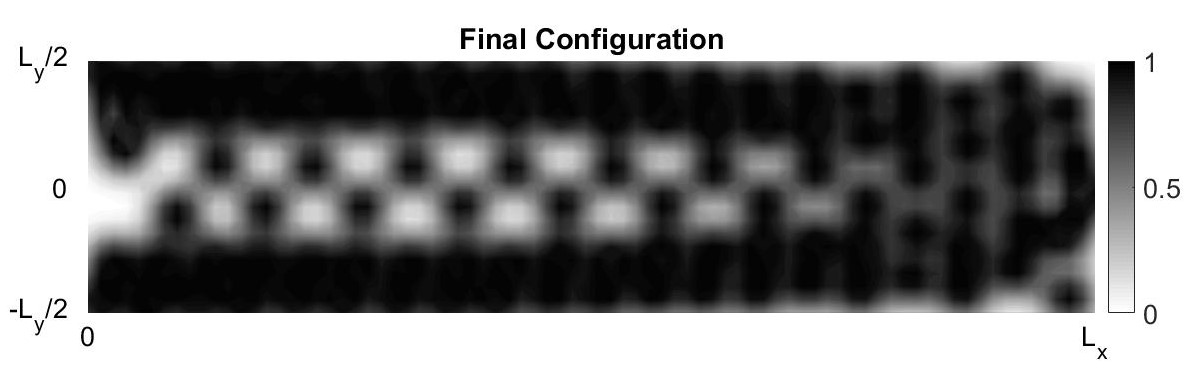 Final Configuration
L_y/2
1
0
0.5
-L_y/2
0
0
L_x